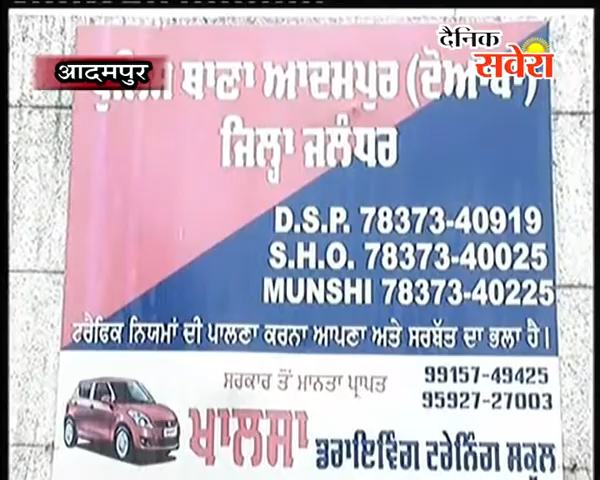 दैनिक
सवेरा
आदमपुर
ਥਾਣਾ ਆਦਮਪੁਰ
ਜਿਲ੍ਹਾ ਜਲੰਧਰ
D.S.P. 78373-40919
S.H.O. 78373-40025
MUNSHI 78373-40225
ਟਰੈਫਿਕ ਨਿਯਮਾਂ ਦੀ ਪਾਲਣਾ ਕਰਨਾ ਆਪਣਾ ਅਤੇ ਸਰਬੱਤ ਦਾ ਭਲਾ ਹੈ।
ਸਰਕਾਰ ਤੋਂ ਮਾਨਤਾ ਪ੍ਰਾਪਤ
99157-49425
95927-27003
ਖਾਲਸਾ ਡਰਾਇਵਿੰਗ ਟਰੇਨਿੰਗ ਸਕੂਲ